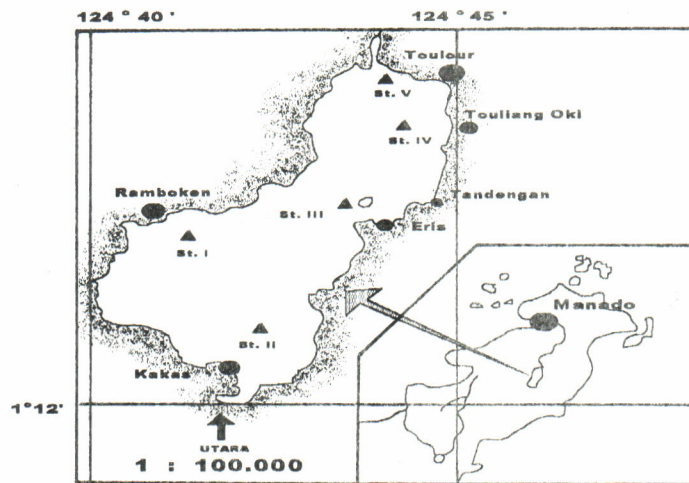 124° 40'
124° 45'
Toulour
St. V
Touliang Oki
St. IV
Ramboken
Tandengan
St. III
Eris
St. I
Manado
St. II
Kakas
1°12'
UTARA
1 : 100.000